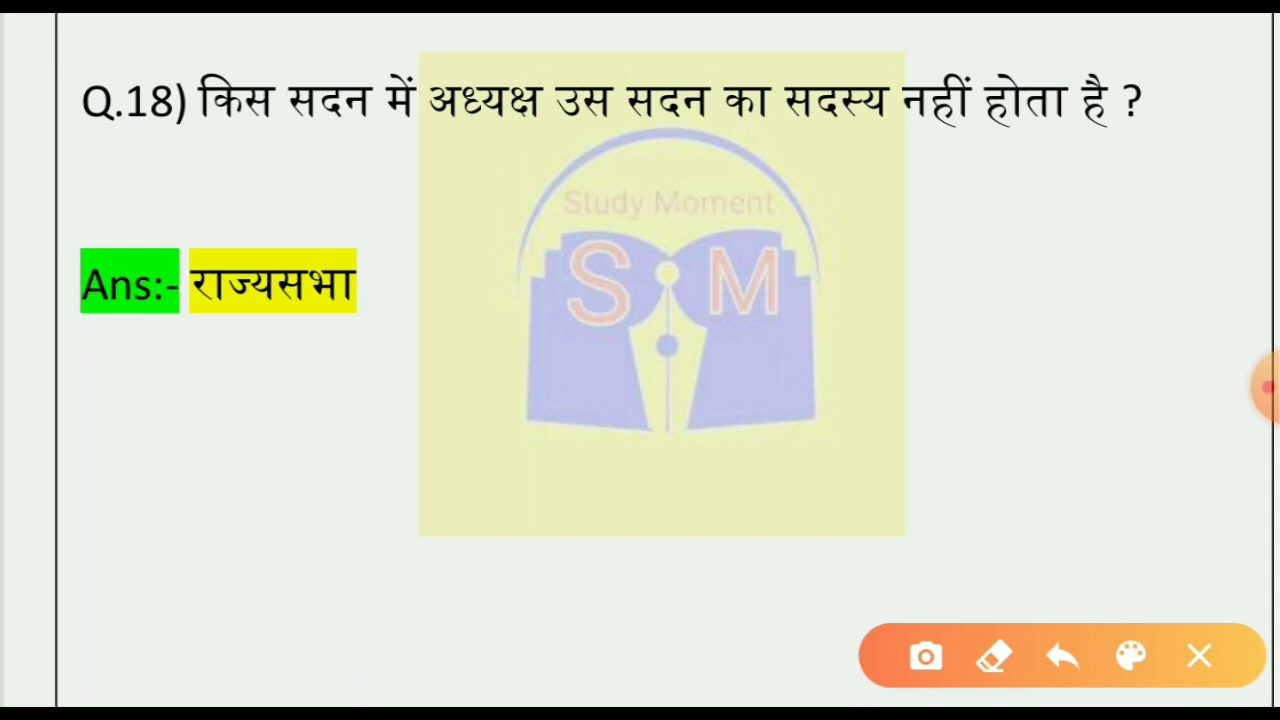 Q.18) किस सदन में अध्यक्ष उस सदन का सदस्य नहीं होता है ?
Study Moment
S M
Ans:- राज्यसभा